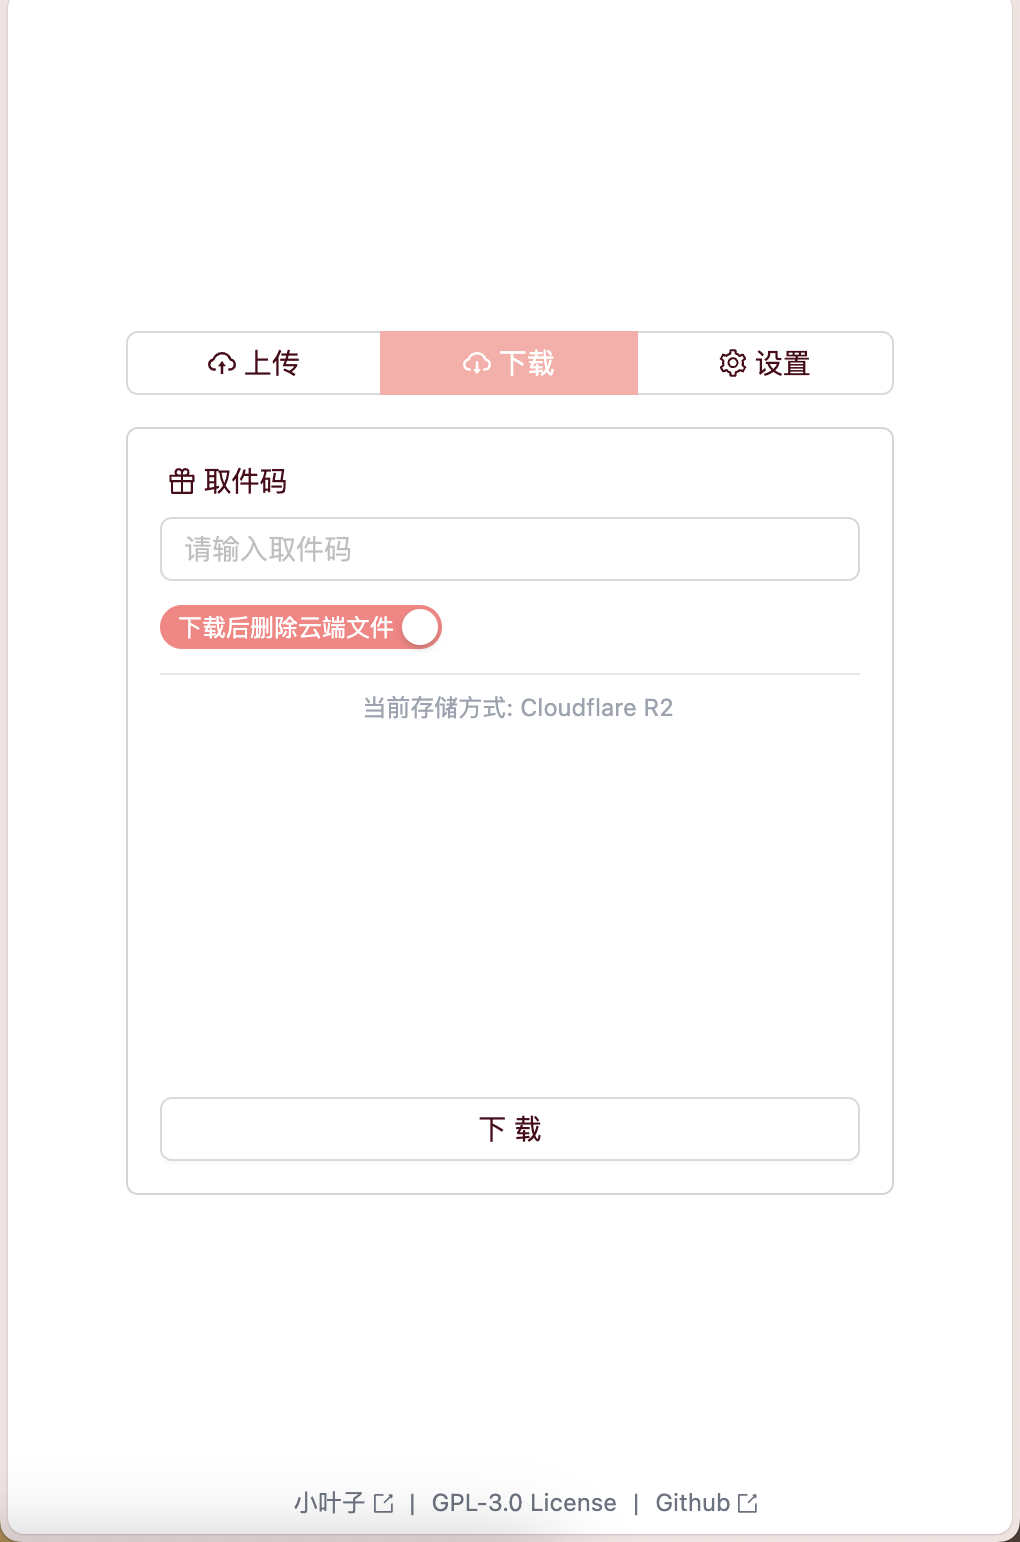 上传 下载 设置
取件码
请输入取件码
下载后删除云端文件
当前存储方式: Cloudflare R2
下 载
小叶子 | GPL-3.0 License | Github